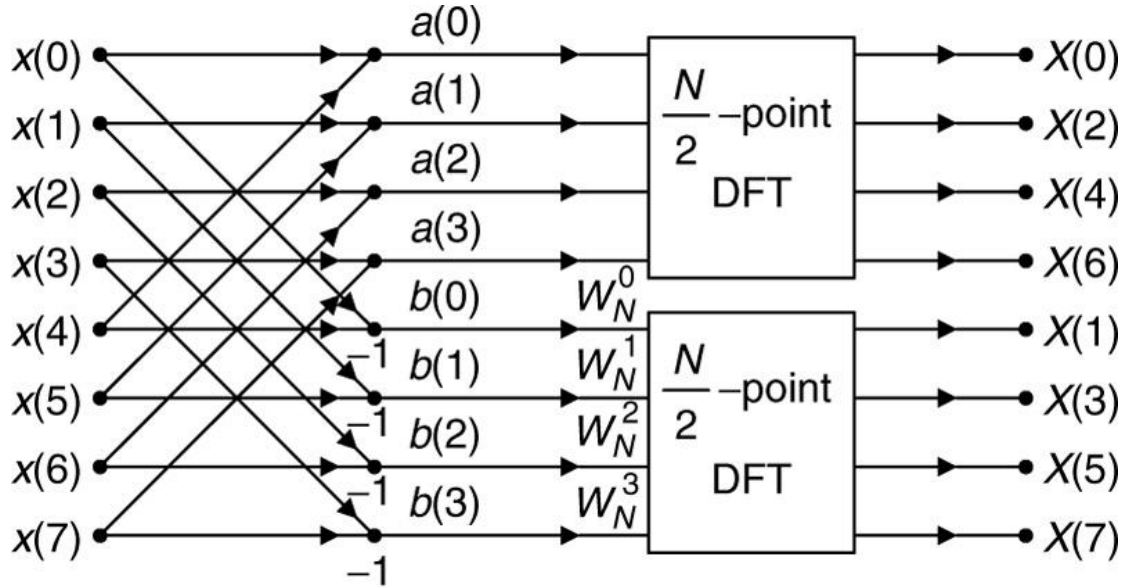 x(0) a(0) X(0)
x(1) a(1) N/2 –point X(2)
x(2) a(2) DFT X(4)
x(3) a(3) X(6)
x(4) b(0) W_N^0 X(1)
–1
x(5) b(1) W_N^1 N/2 –point X(3)
–1
x(6) b(2) W_N^2 DFT X(5)
–1
x(7) b(3) W_N^3 X(7)
–1